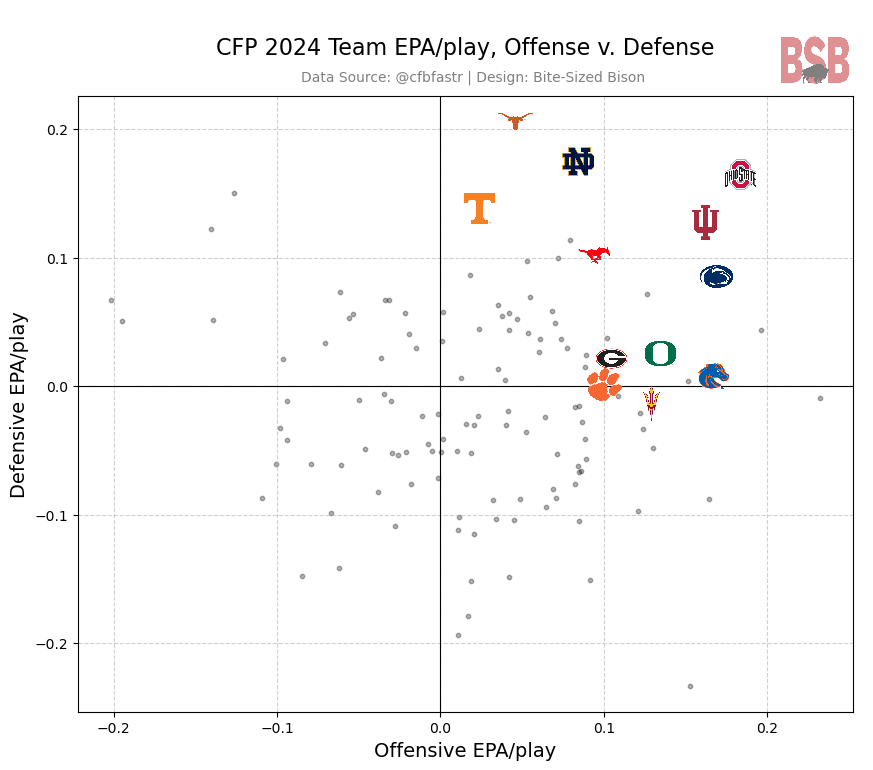 CFP 2024 Team EPA/play, Offense v. Defense
BSB
Data Source: @cfbfastr | Design: Bite-Sized Bison
0.2
0.1
0.0
−0.1
−0.2
Defensive EPA/play
T
ND
OHIO STATE
IU
G
O
−0.2
−0.1
0.0
0.1
0.2
Offensive EPA/play